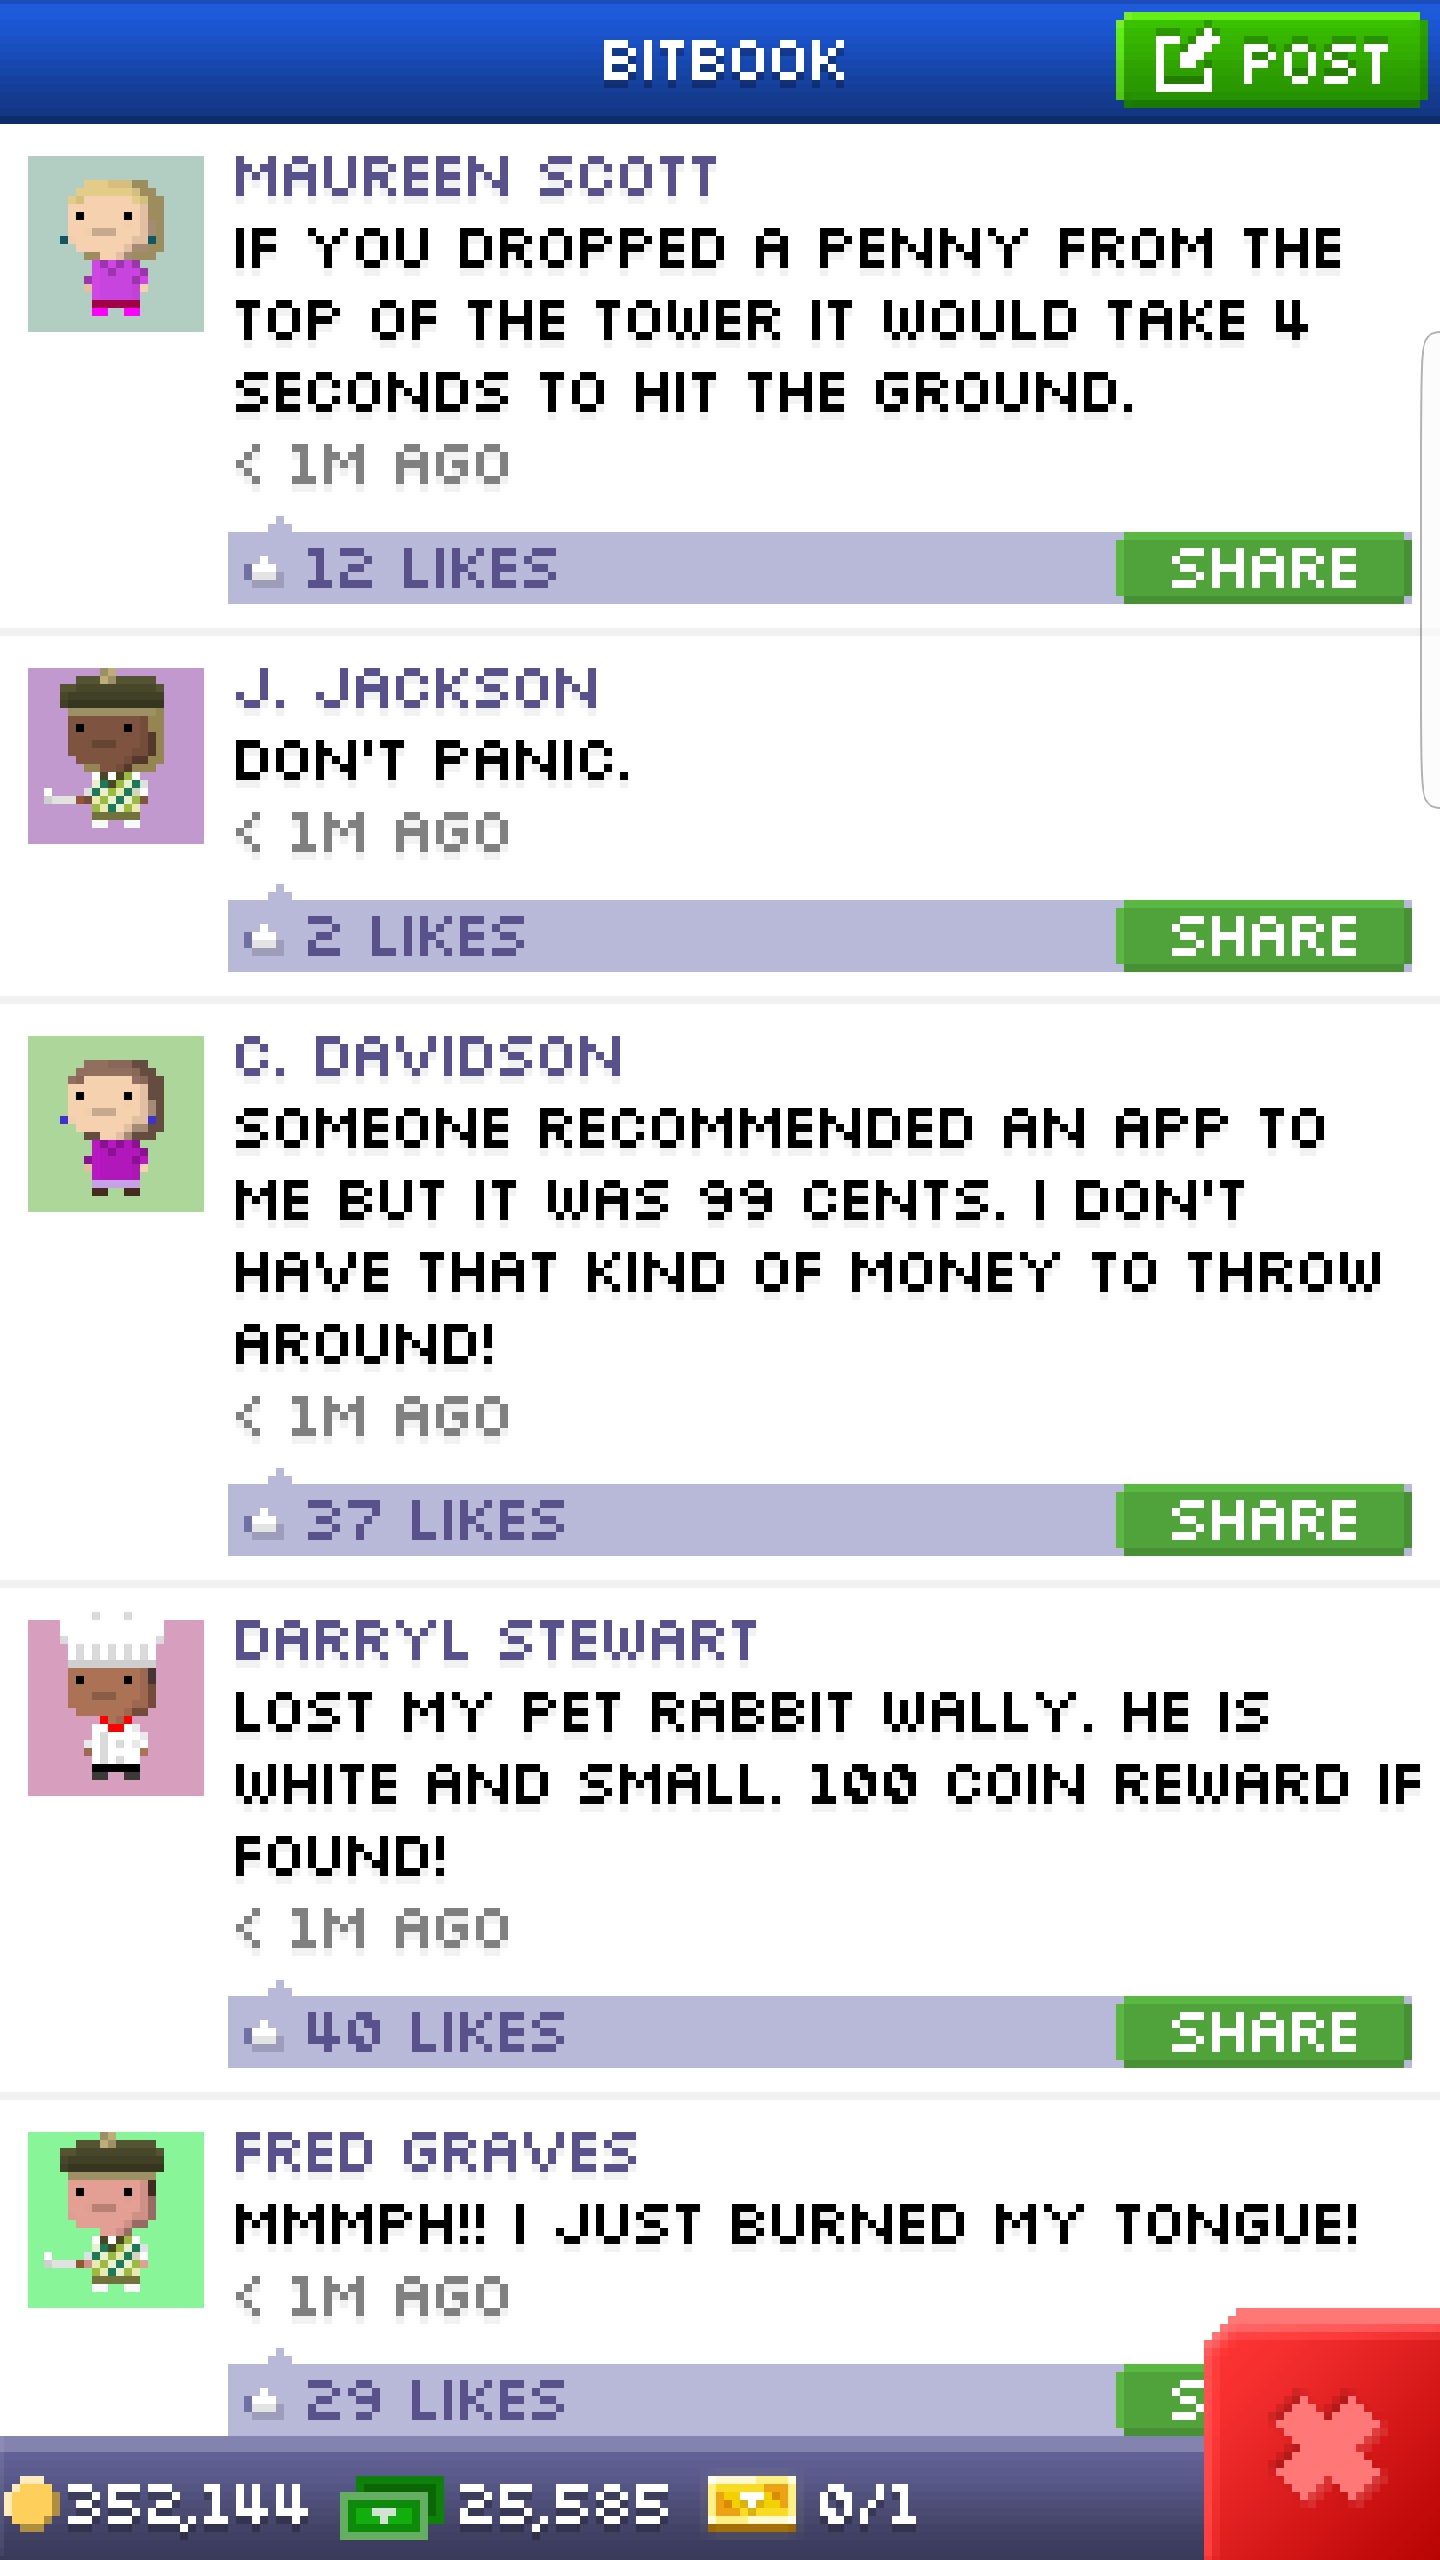 BITBOOK
POST
MAUREEN SCOTT
IF YOU DROPPED A PENNY FROM THE
TOP OF THE TOWER IT WOULD TAKE 4
SECONDS TO HIT THE GROUND.
< 1M AGO
12 LIKES
SHARE
J. JACKSON
DON'T PANIC.
< 1M AGO
2 LIKES
SHARE
C. DAVIDSON
SOMEONE RECOMMENDED AN APP TO
ME BUT IT WAS 99 CENTS. I DON'T
HAVE THAT KIND OF MONEY TO THROW
AROUND!
< 1M AGO
37 LIKES
SHARE
DARRYL STEWART
LOST MY PET RABBIT WALLY. HE IS
WHITE AND SMALL. 100 COIN REWARD IF
FOUND!
< 1M AGO
40 LIKES
SHARE
FRED GRAVES
MMMPH!! I JUST BURNED MY TONGUE!
< 1M AGO
29 LIKES
S
352,144
25,585
0/1